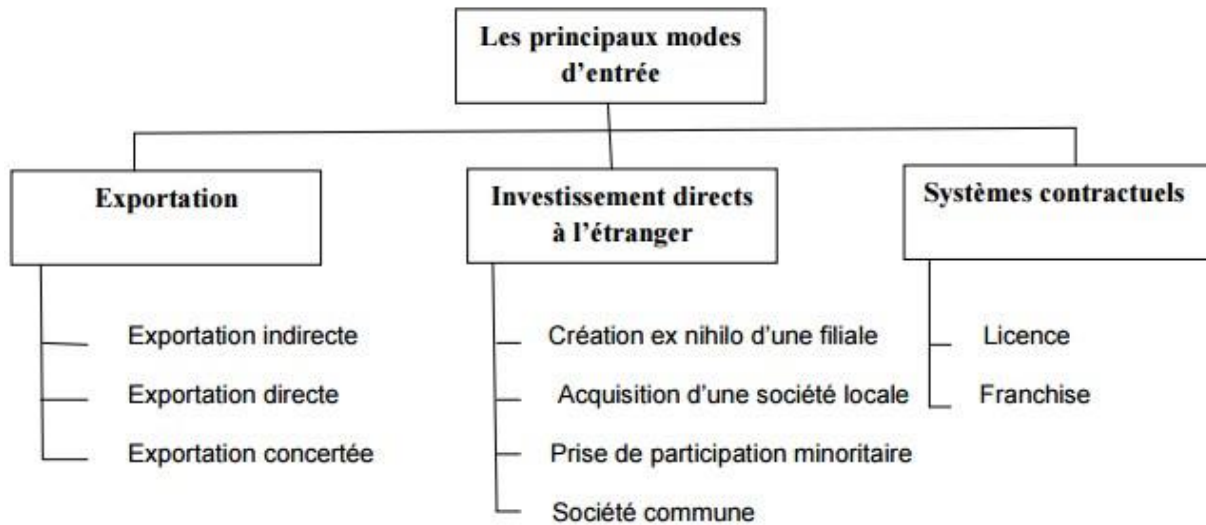 Les principaux modes
d'entrée
Exportation
Investissement directs
à l'étranger
Systèmes contractuels
Exportation indirecte
Exportation directe
Exportation concertée
Création ex nihilo d'une filiale
Acquisition d'une société locale
Prise de participation minoritaire
Société commune
Licence
Franchise